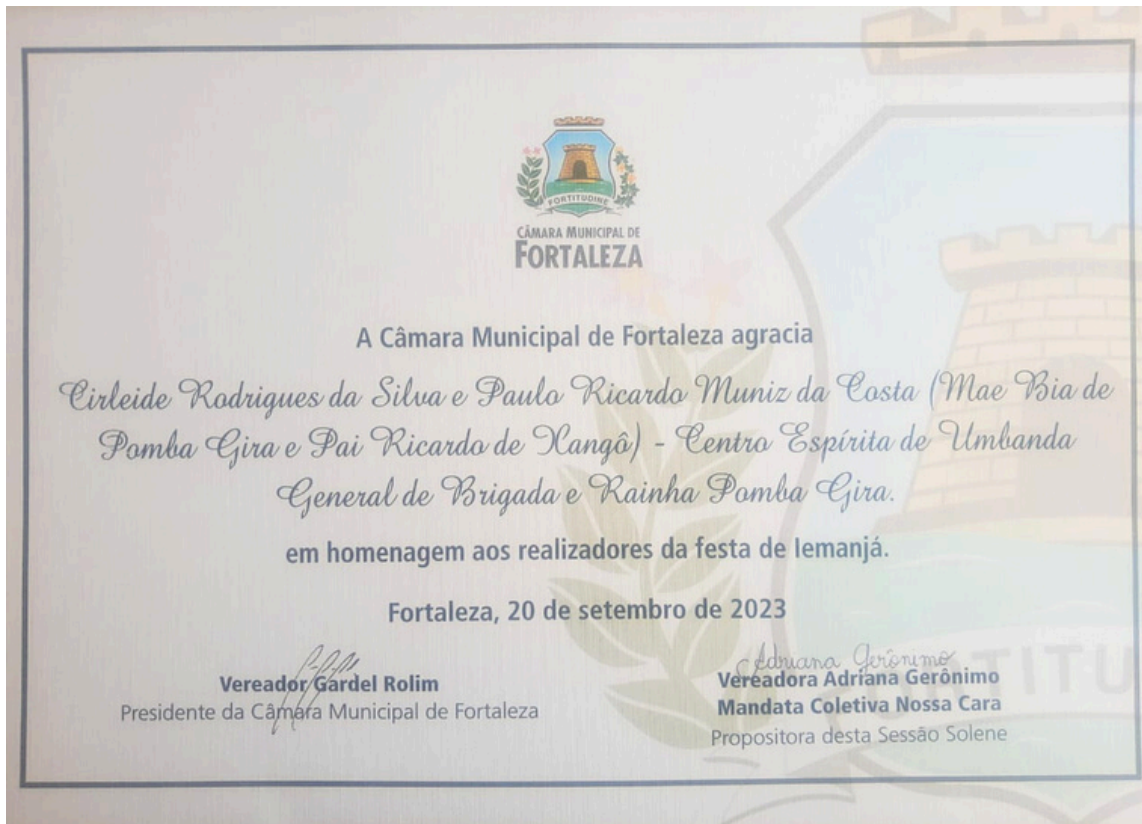 FORTITUDINE
CÂMARA MUNICIPAL DE
FORTALEZA
A Câmara Municipal de Fortaleza agracia
Cirleide Rodrigues da Silva e Paulo Ricardo Muniz da Costa (Mae Bia de
Pomba Gira e Pai Ricardo de Xangô) - Centro Espírita de Umbanda
General de Brigada e Rainha Pomba Gira.
em homenagem aos realizadores da festa de Iemanjá.
Fortaleza, 20 de setembro de 2023
Vereador Gardel Rolim
Presidente da Câmara Municipal de Fortaleza
Adriana Gerônimo
Vereadora Adriana Gerônimo
Mandata Coletiva Nossa Cara
Propositora desta Sessão Solene
FORTITU